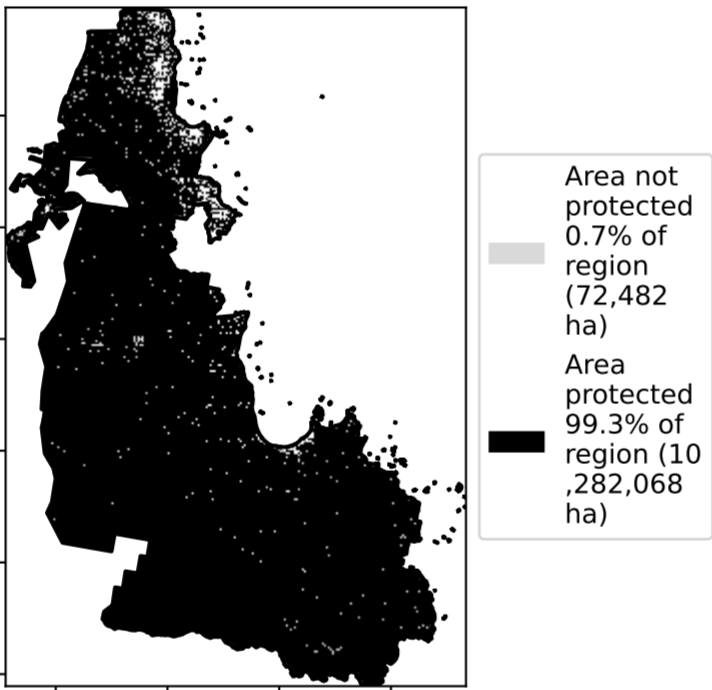 Area not
protected
0.7% of
region
(72,482
ha)
Area
protected
99.3% of
region (10
,282,068
ha)